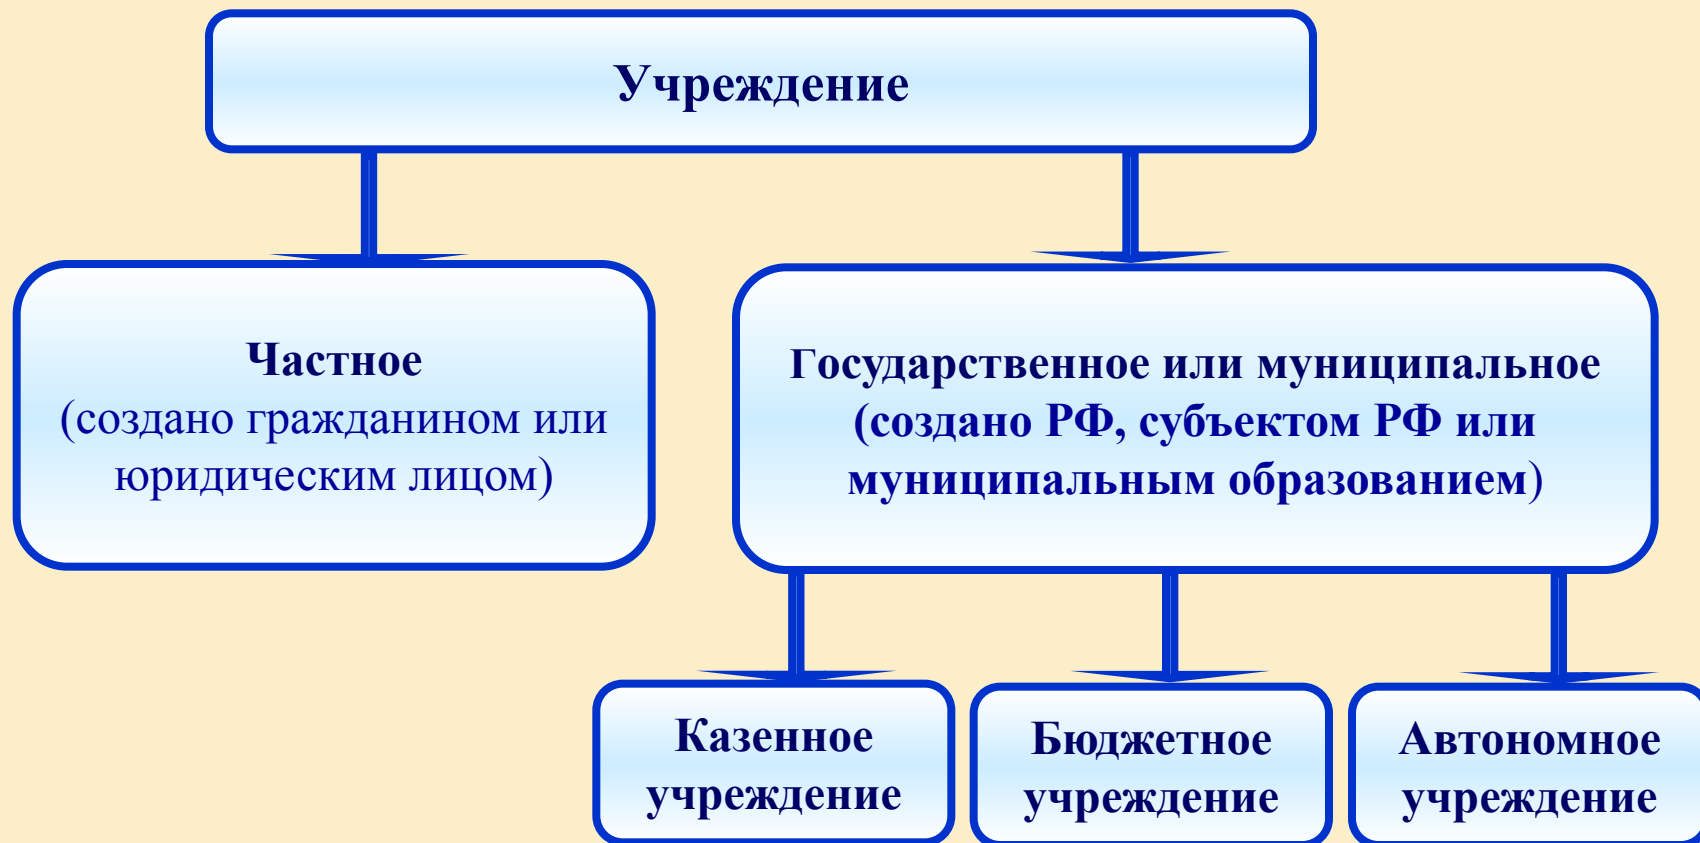 Учреждение
Частное
(создано гражданином или
юридическим лицом)
Государственное или муниципальное
(создано РФ, субъектом РФ или
муниципальным образованием)
Казенное
учреждение
Бюджетное
учреждение
Автономное
учреждение